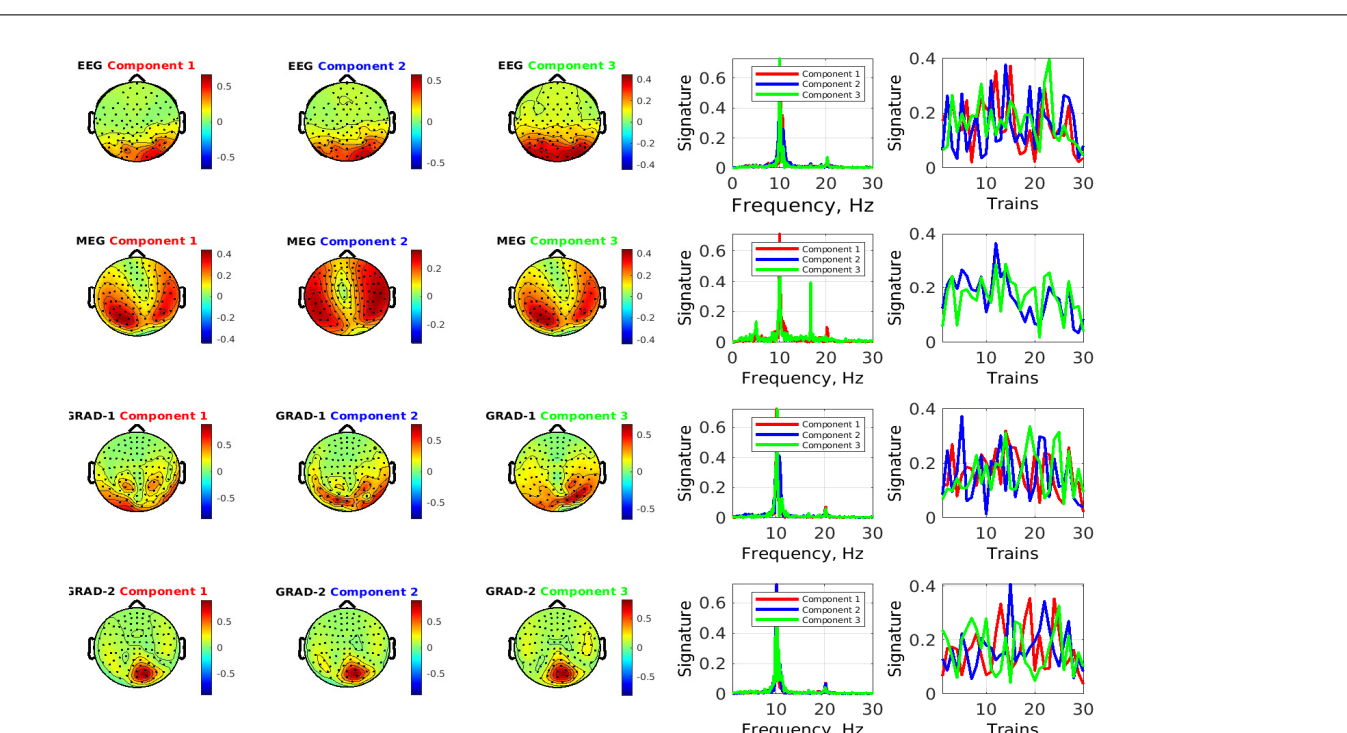 EEG Component 1
0.5
0
-0.5
EEG Component 2
0.5
0
-0.5
EEG Component 3
0.4
0.2
0
-0.2
-0.4
Signature
0.6
0.4
0.2
0
Component 1
Component 2
Component 3
0 10 20 30
Frequency, Hz
Signature
0.4
0.2
0
10 20 30
Trains
MEG Component 1
0.4
0.2
0
-0.2
-0.4
MEG Component 2
0.2
0
-0.2
MEG Component 3
0.4
0.2
0
-0.2
-0.4
Signature
0.6
0.4
0.2
0
Component 1
Component 2
Component 3
0 10 20 30
Frequency, Hz
Signature
0.4
0.2
0
10 20 30
Trains
GRAD-1 Component 1
0.5
0
-0.5
GRAD-1 Component 2
0.5
0
-0.5
GRAD-1 Component 3
0.5
0
-0.5
Signature
0.6
0.4
0.2
0
Component 1
Component 2
Component 3
10 20 30
Frequency, Hz
Signature
0.4
0.2
0
10 20 30
Trains
GRAD-2 Component 1
0.5
0
-0.5
GRAD-2 Component 2
0.5
0
-0.5
GRAD-2 Component 3
0.5
0
-0.5
Signature
0.6
0.4
0.2
0
Component 1
Component 2
Component 3
10 20 30
Frequency, Hz
Signature
0.4
0.2
0
10 20 30
Trains